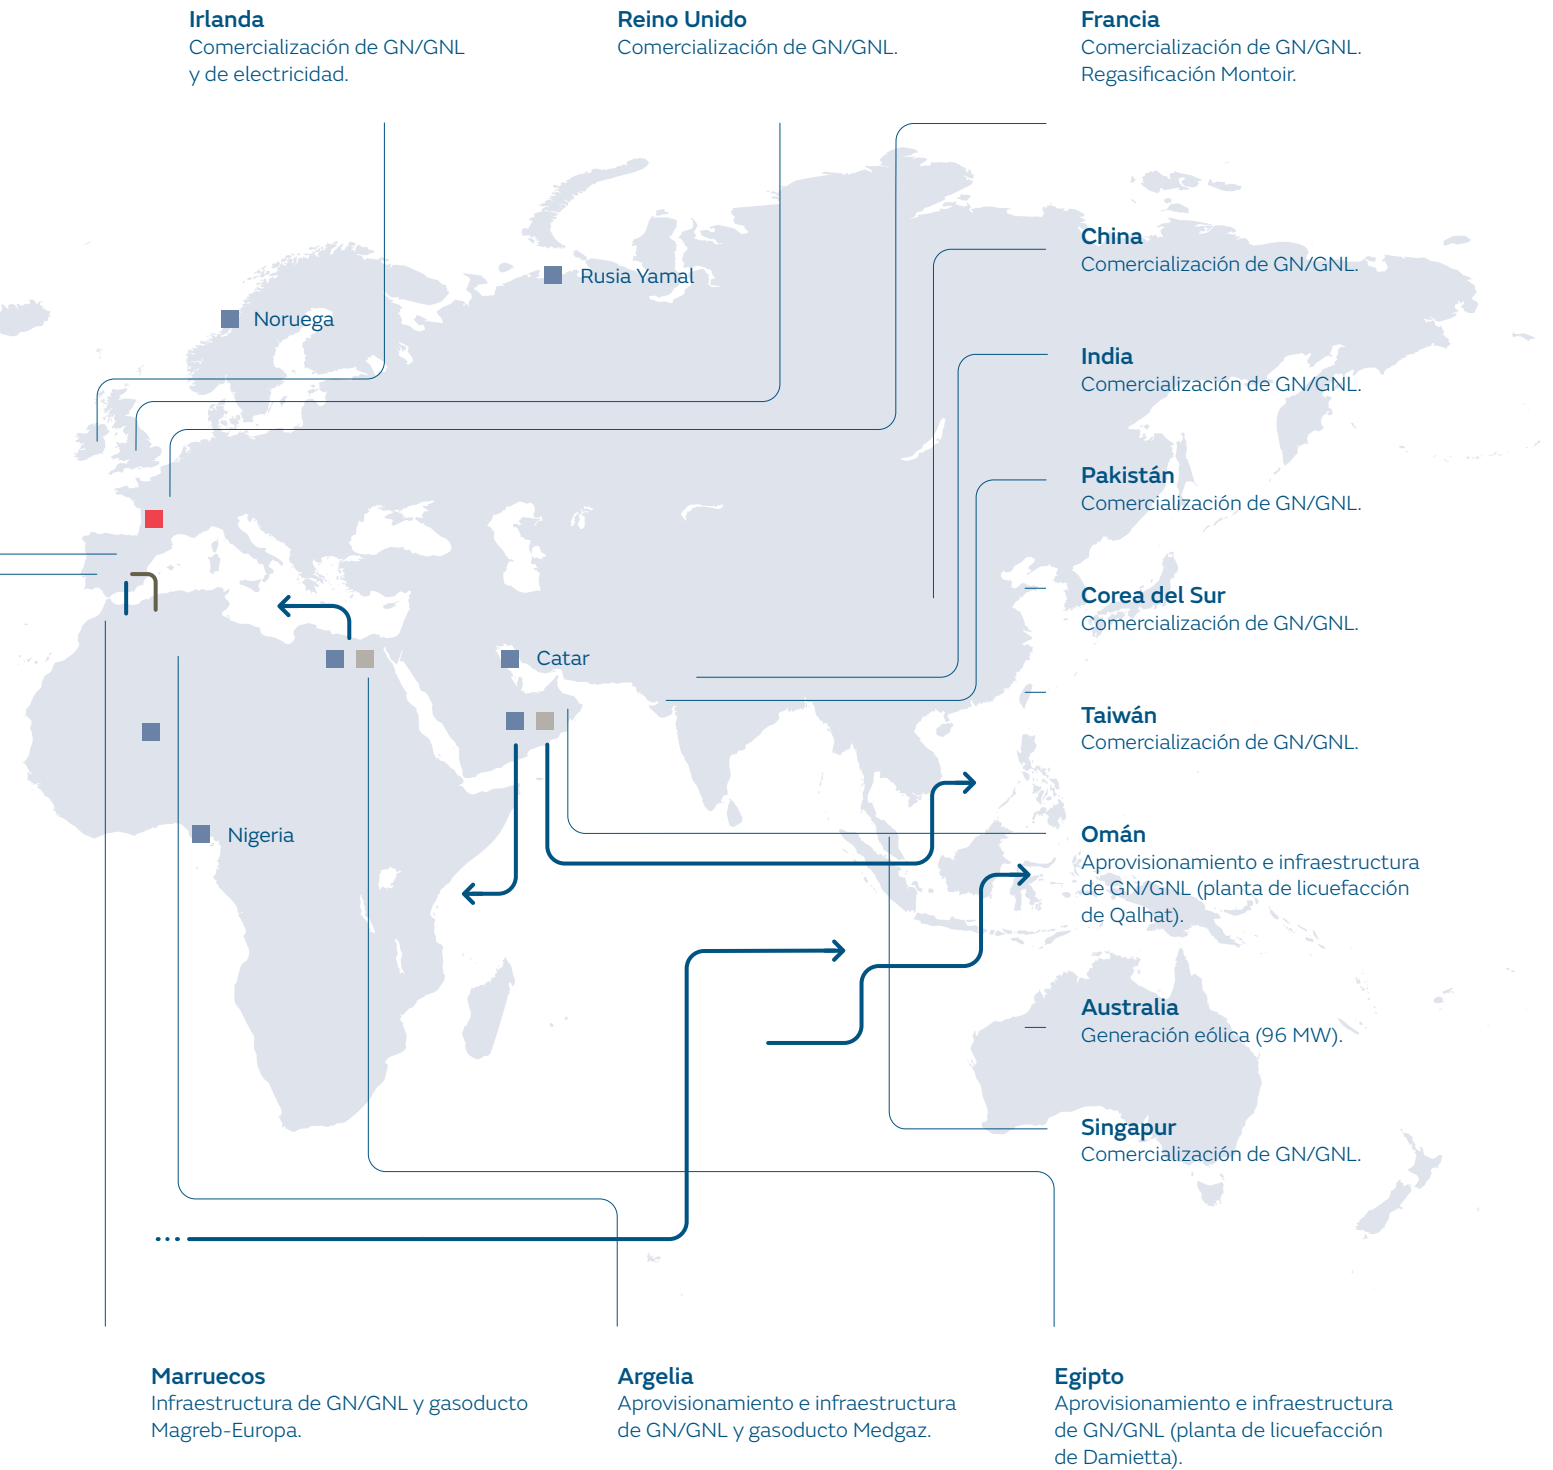 Irlanda
Comercialización de GN/GNL
y de electricidad.
Reino Unido
Comercialización de GN/GNL.
Francia
Comercialización de GN/GNL.
Regasificación Montoir.
China
Comercialización de GN/GNL.
Rusia Yamal
Noruega
India
Comercialización de GN/GNL.
Pakistán
Comercialización de GN/GNL.
Corea del Sur
Comercialización de GN/GNL.
Catar
Taiwán
Comercialización de GN/GNL.
Nigeria
Omán
Aprovisionamiento e infraestructura
de GN/GNL (planta de licuefacción
de Qalhat).
Australia
Generación eólica (96 MW).
Singapur
Comercialización de GN/GNL.
Marruecos
Infraestructura de GN/GNL y gasoducto
Magreb-Europa.
Argelia
Aprovisionamiento e infraestructura
de GN/GNL y gasoducto Medgaz.
Egipto
Aprovisionamiento e infraestructura
de GN/GNL (planta de licuefacción
de Damietta).